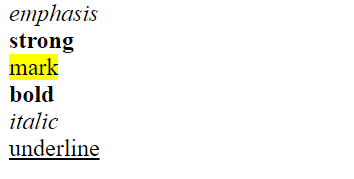 emphasis
strong
mark
bold
italic
underline